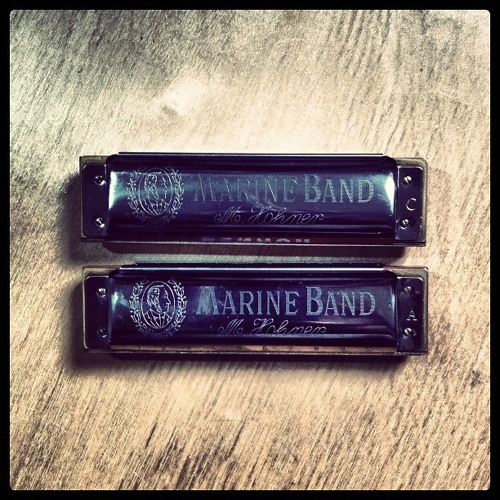 MARINE BAND
M. Hohner
C
MARINE BAND
M. Hohner
A